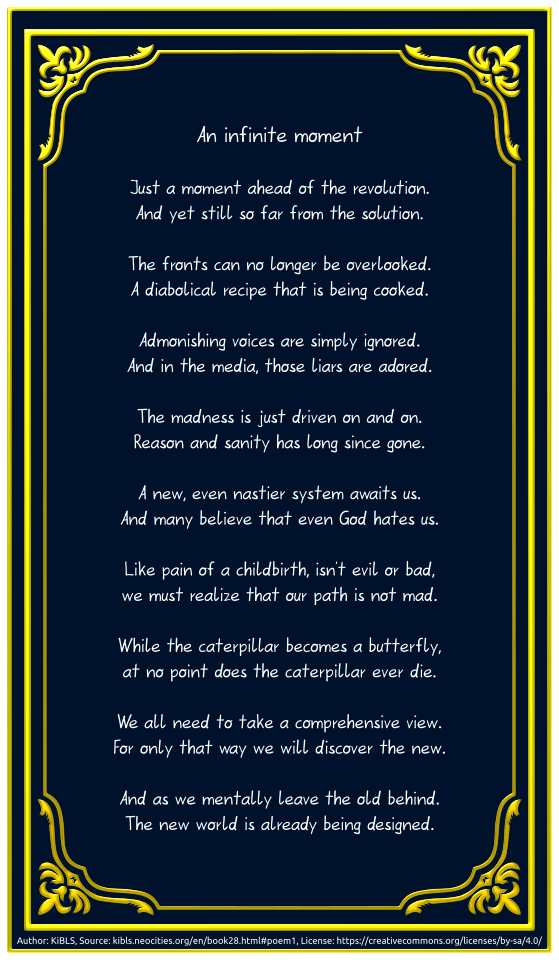 An infinite moment
Just a moment ahead of the revolution.
And yet still so far from the solution.
The fronts can no longer be overlooked.
A diabolical recipe that is being cooked.
Admonishing voices are simply ignored.
And in the media, those liars are adored.
The madness is just driven on and on.
Reason and sanity has long since gone.
A new, even nastier system awaits us.
And many believe that even God hates us.
Like pain of a childbirth, isn't evil or bad,
we must realize that our path is not mad.
While the caterpillar becomes a butterfly,
at no point does the caterpillar ever die.
We all need to take a comprehensive view.
For only that way we will discover the new.
And as we mentally leave the old behind.
The new world is already being designed.
Author: KiBLS, Source: kibls.neocities.org/en/book28.html#poem1, License: https://creativecommons.org/licenses/by-sa/4.0/